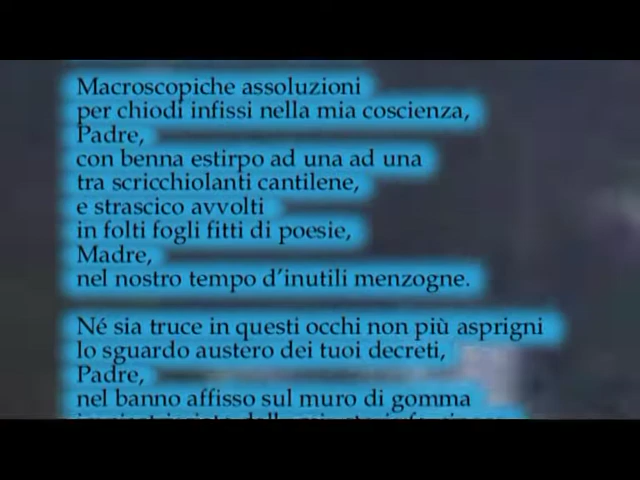 Macroscopiche assoluzioni
per chiodi infissi nella mia coscienza,
Padre,
con benna estirpo ad una ad una
tra scricchiolanti cantilene,
e strascico avvolti
in folti fogli fitti di poesie,
Madre,
nel nostro tempo d'inutili menzogne.
Né sia truce in questi occhi non più asprigni
lo sguardo austero dei tuoi decreti,
Padre,
nel banno affisso sul muro di gomma